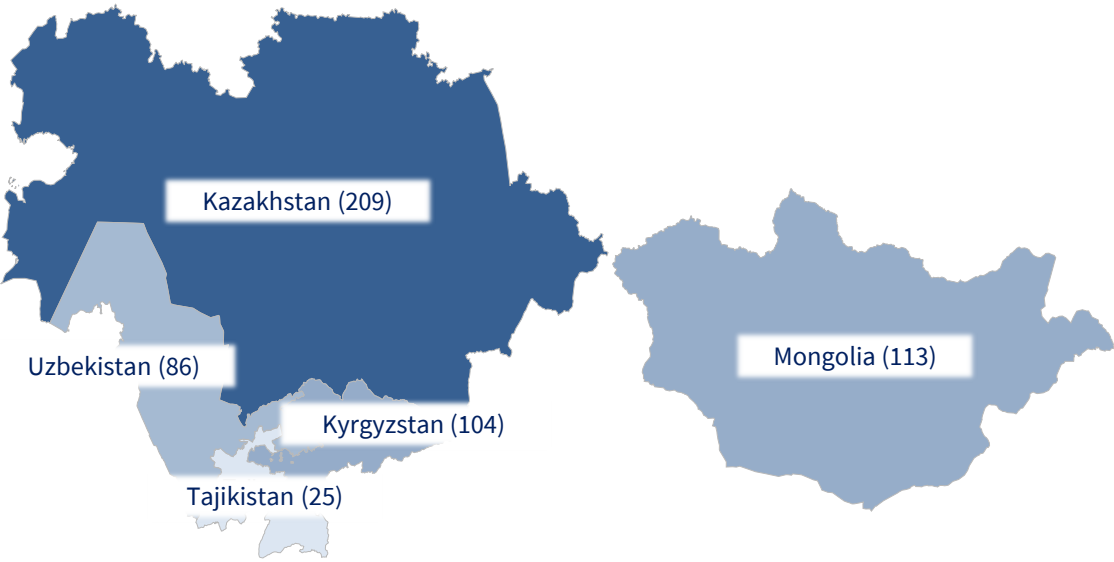 Kazakhstan (209)
Uzbekistan (86)
Mongolia (113)
Kyrgyzstan (104)
Tajikistan (25)